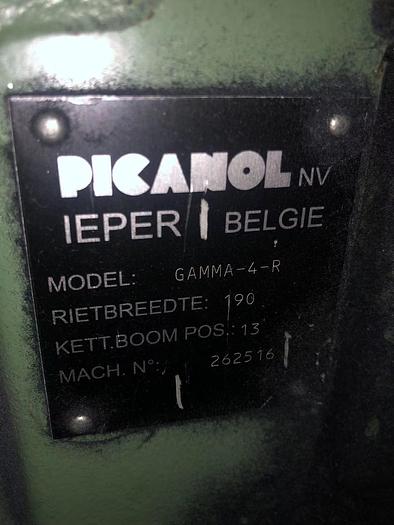 PICANOL NV
IEPER BELGIE
MODEL: GAMMA-4-R
RIETBREEDTE: 190
KETT.BOOM POS.: 13
MACH. N°: 262516